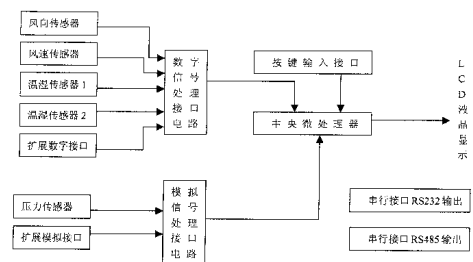 风向传感器
风速传感器
温湿传感器1
温湿传感器2
扩展数字接口
数字
信号
处理
接口
电路
按键输入接口
中央微处理器
LCD液晶显示
压力传感器
扩展模拟接口
模拟
信号
处理
接口
电路
串行接口RS232输出
串行接口RS485输出